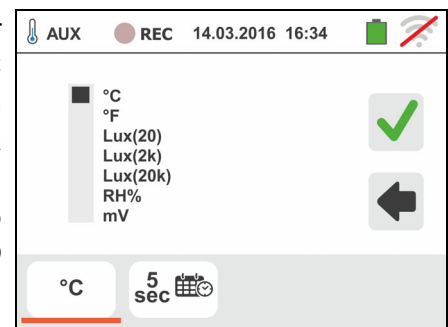 AUX REC 14.03.2016 16:34
°C
°F
Lux(20)
Lux(2k)
Lux(20k)
RH%
mV
°C 5 sec